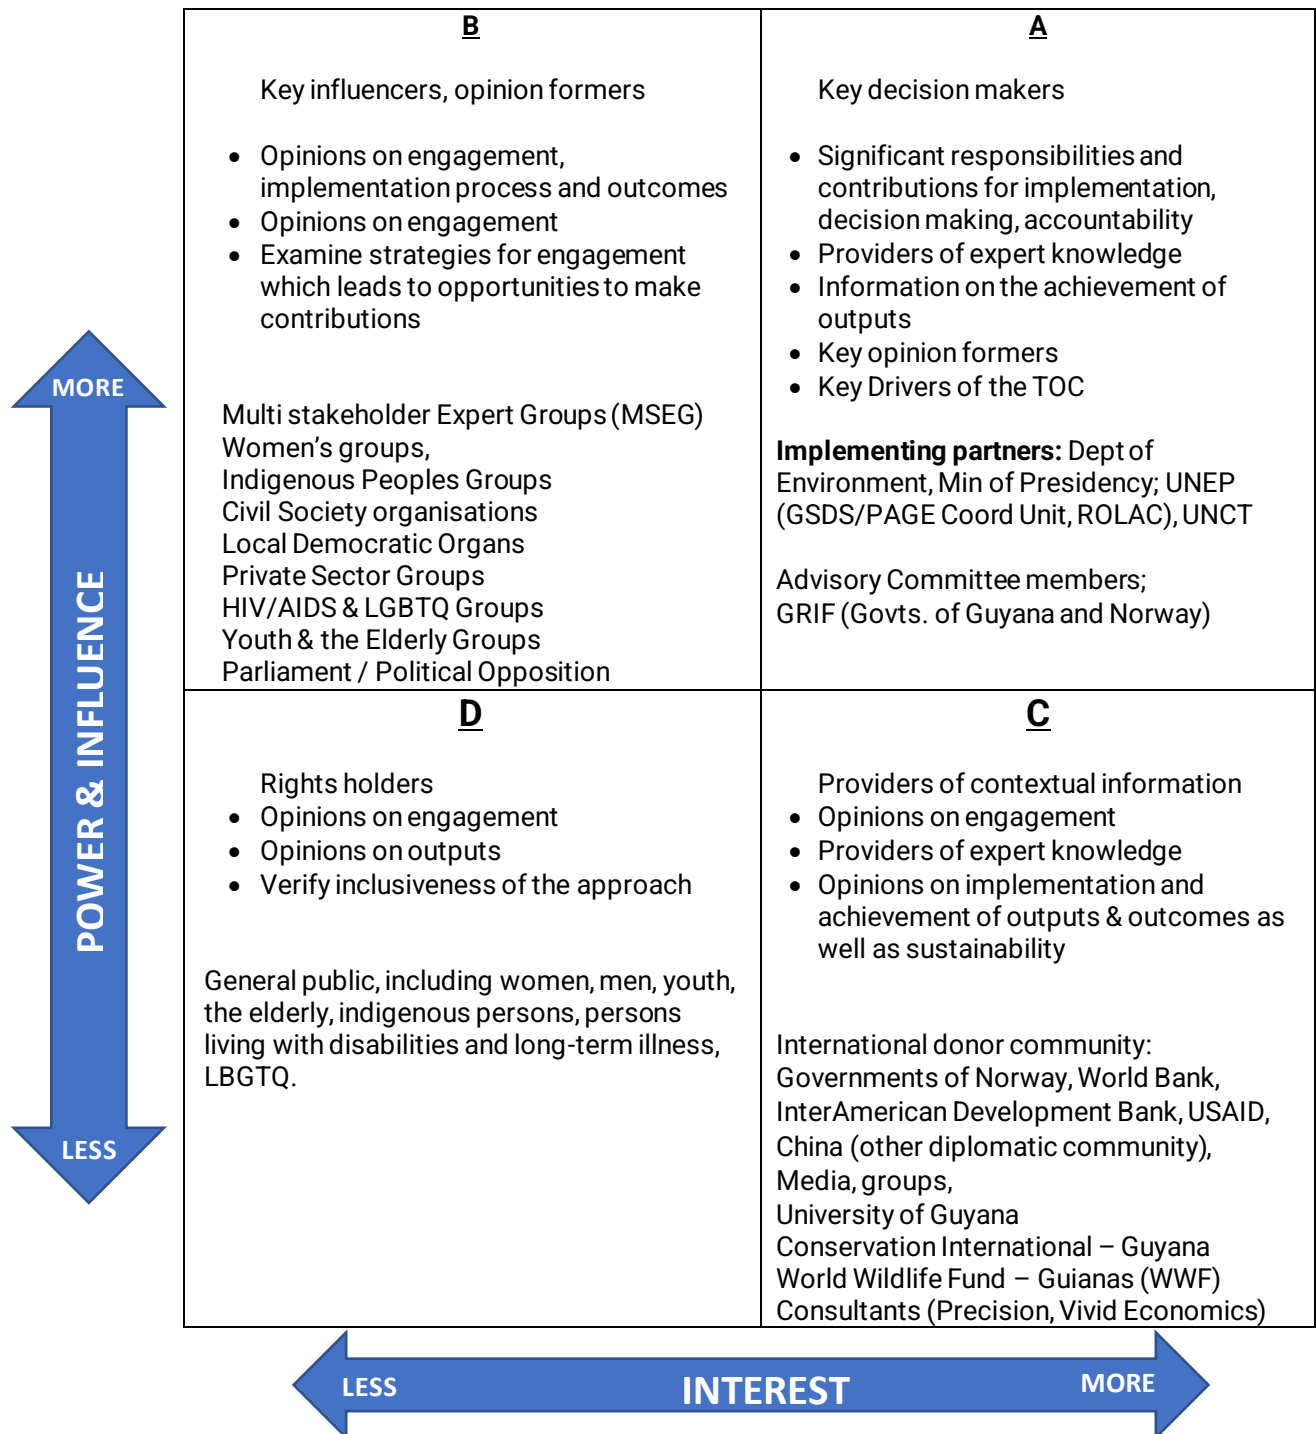 B
Key influencers, opinion formers
• Opinions on engagement,
implementation process and outcomes
• Opinions on engagement
• Examine strategies for engagement
which leads to opportunities to make
contributions
Multi stakeholder Expert Groups (MSEG)
Women's groups,
Indigenous Peoples Groups
Civil Society organisations
Local Democratic Organs
Private Sector Groups
HIV/AIDS & LGBTQ Groups
Youth & the Elderly Groups
Parliament / Political Opposition
A
Key decision makers
• Significant responsibilities and
contributions for implementation,
decision making, accountability
• Providers of expert knowledge
• Information on the achievement of
outputs
• Key opinion formers
• Key Drivers of the TOC
Implementing partners: Dept of
Environment, Min of Presidency; UNEP
(GSDS/PAGE Coord Unit, ROLAC), UNCT
Advisory Committee members;
GRIF (Govts. of Guyana and Norway)
MORE
POWER & INFLUENCE
LESS
D
Rights holders
• Opinions on engagement
• Opinions on outputs
• Verify inclusiveness of the approach
General public, including women, men, youth,
the elderly, indigenous persons, persons
living with disabilities and long-term illness,
LBGTQ.
C
Providers of contextual information
• Opinions on engagement
• Providers of expert knowledge
• Opinions on implementation and
achievement of outputs & outcomes as
well as sustainability
International donor community:
Governments of Norway, World Bank,
InterAmerican Development Bank, USAID,
China (other diplomatic community),
Media, groups,
University of Guyana
Conservation International – Guyana
World Wildlife Fund – Guianas (WWF)
Consultants (Precision, Vivid Economics)
LESS INTEREST MORE